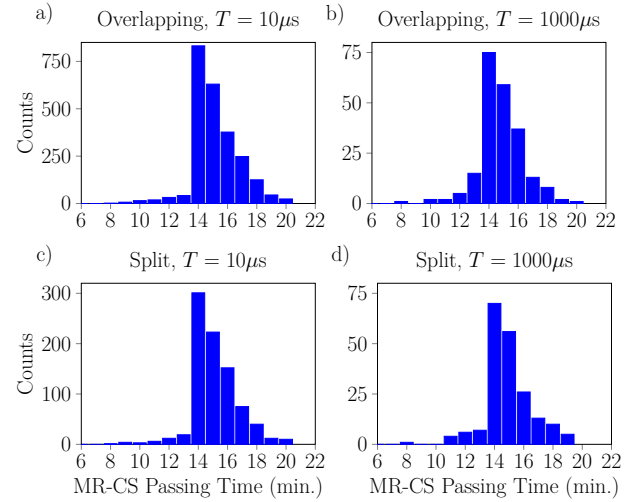 a) Overlapping, T = 10μs
b) Overlapping, T = 1000μs
Counts
750
500
250
0
6 8 10 12 14 16 18 20 22
75
50
25
0
6 8 10 12 14 16 18 20 22
c) Split, T = 10μs
d) Split, T = 1000μs
Counts
300
200
100
0
6 8 10 12 14 16 18 20 22
MR-CS Passing Time (min.)
75
50
25
0
6 8 10 12 14 16 18 20 22
MR-CS Passing Time (min.)